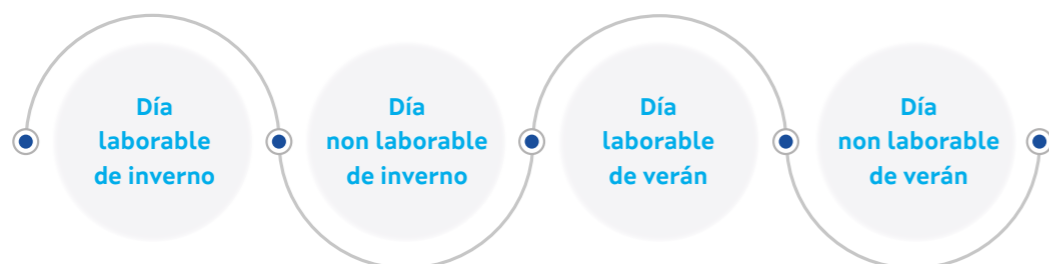 Día
laborable
de inverno
Día
non laborable
de inverno
Día
laborable
de verán
Día
non laborable
de verán